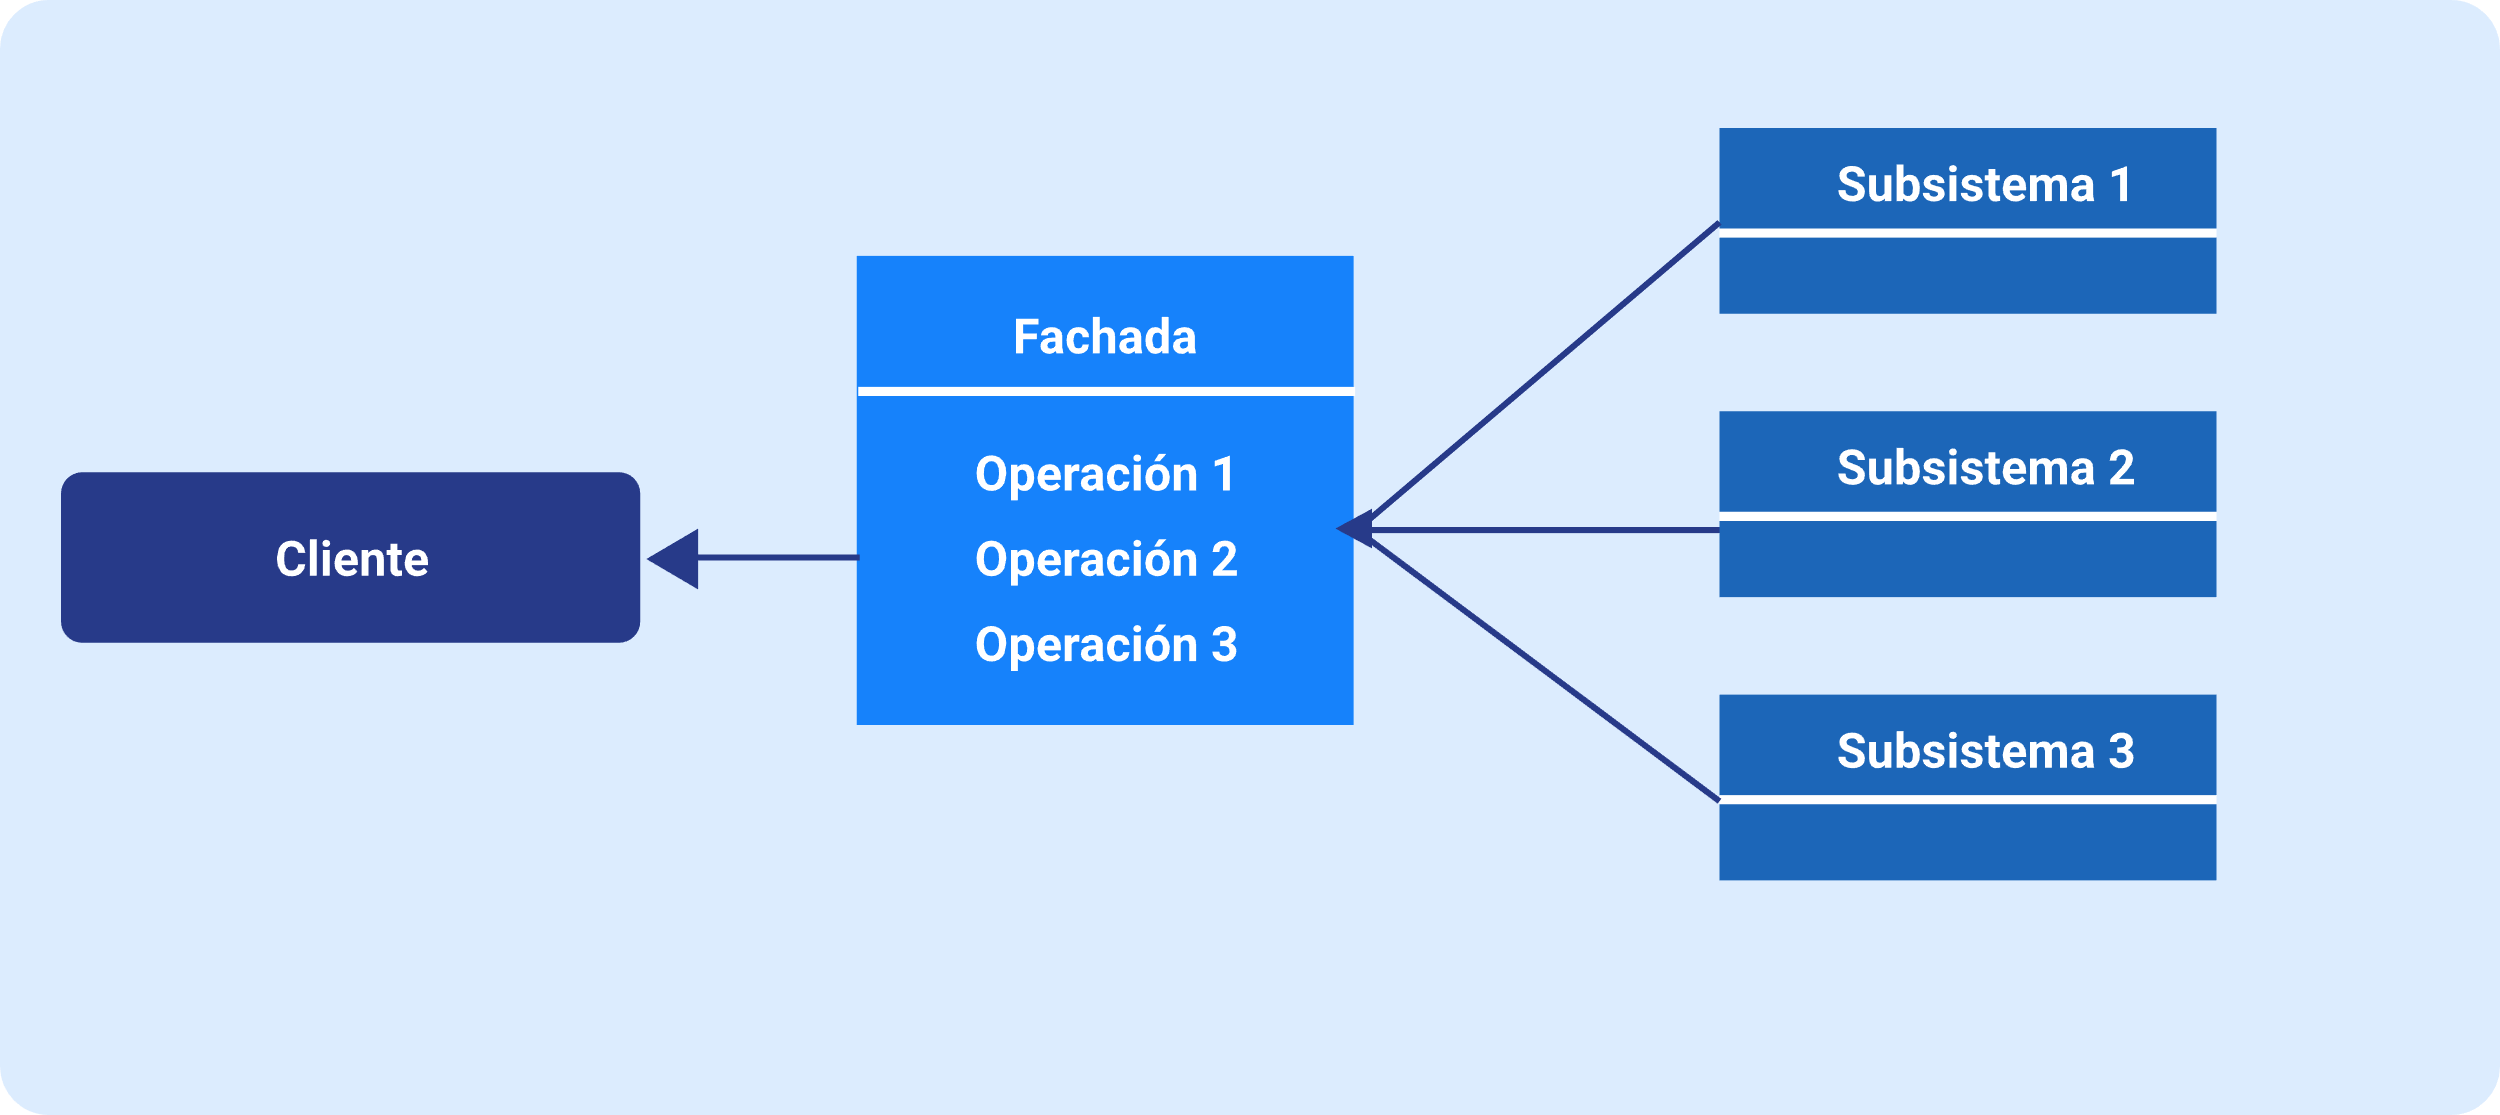 Cliente
Fachada
Operación 1
Operación 2
Operación 3
Subsistema 1
Subsistema 2
Subsistema 3